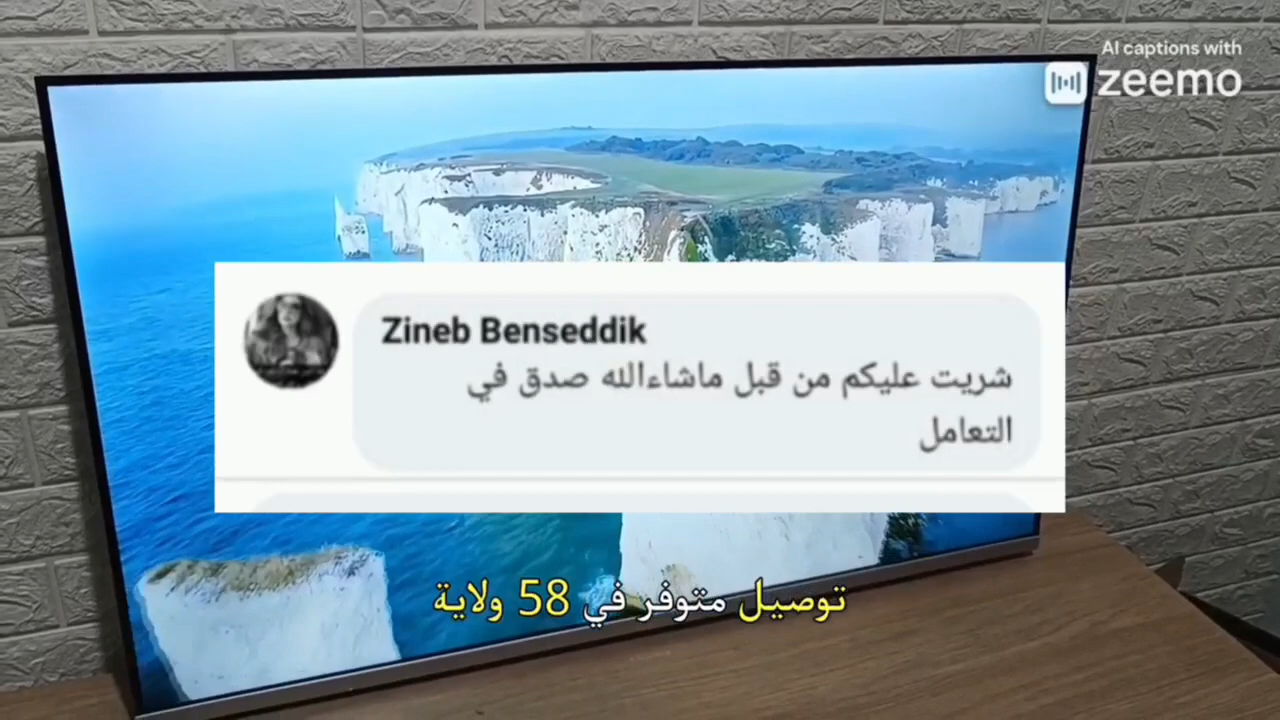 AI captions with
zeemo
Zineb Benseddik
شريت عليكم من قبل ماشاءالله صدق في
التعامل
توصيل متوفر في 58 ولاية